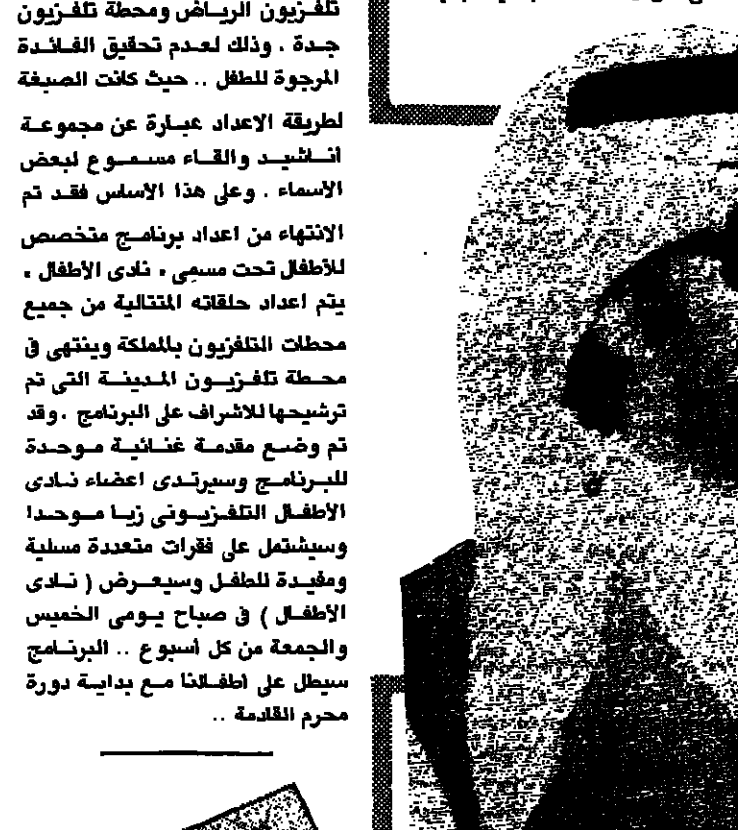 تلفزيون الرياض ومحطة تلفزيون
جدة . وذلك لعدم تحقيق الفائدة
المرجوة للطفل .. حيث كانت الصيغة
لطريقة الاعداد عبارة عن مجموعة
أناشيد والقاء مسموع لبعض
الأسماء . وعلى هذا الأساس فقد تم
الانتهاء من اعداد برنامج متخصص
للأطفال تحت مسمى « نادى الأطفال »
يتم اعداد حلقاته المتتالية من جميع
محطات التلفزيون بالمملكة وينتهى في
محطة تلفزيون المدينة التي تم
ترشيحها للاشراف على البرنامج . وقد
تم وضع مقدمة غنائية موحدة
للبرنامج وسيرتدى اعضاء نادى
الأطفال التلفزيونى زيا موحدا
وسيشتمل على فقرات متعددة مسلية
ومفيدة للطفل وسيعرض ( نادى
الأطفال ) في صباح يومى الخميس
والجمعة من كل أسبوع .. البرنامج
سيطل على اطفالنا مع بداية دورة
محرم القادمة ..